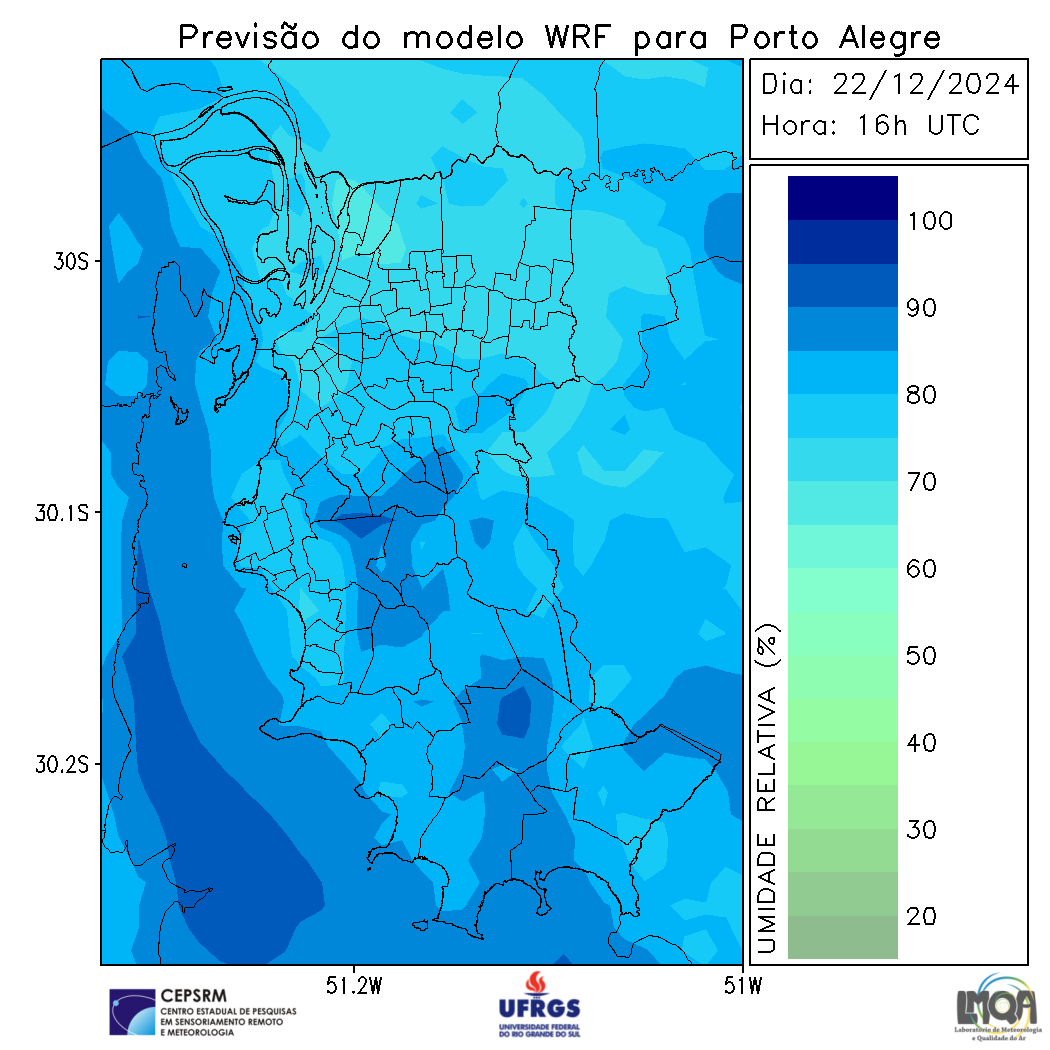 Previsão do modelo WRF para Porto Alegre
Dia: 22/12/2024
Hora: 16h UTC
100
90
80
70
60
50
40
30
20
UMIDADE RELATIVA (%)
30S
30.1S
30.2S
51.2W
51W
CEPSRM
CENTRO ESTADUAL DE PESQUISAS
EM SENSORIAMENTO REMOTO
E METEOROLOGIA
UFRGS
UNIVERSIDADE FEDERAL
DO RIO GRANDE DO SUL
LMQA
Laboratório de Meteorologia
e Qualidade do Ar